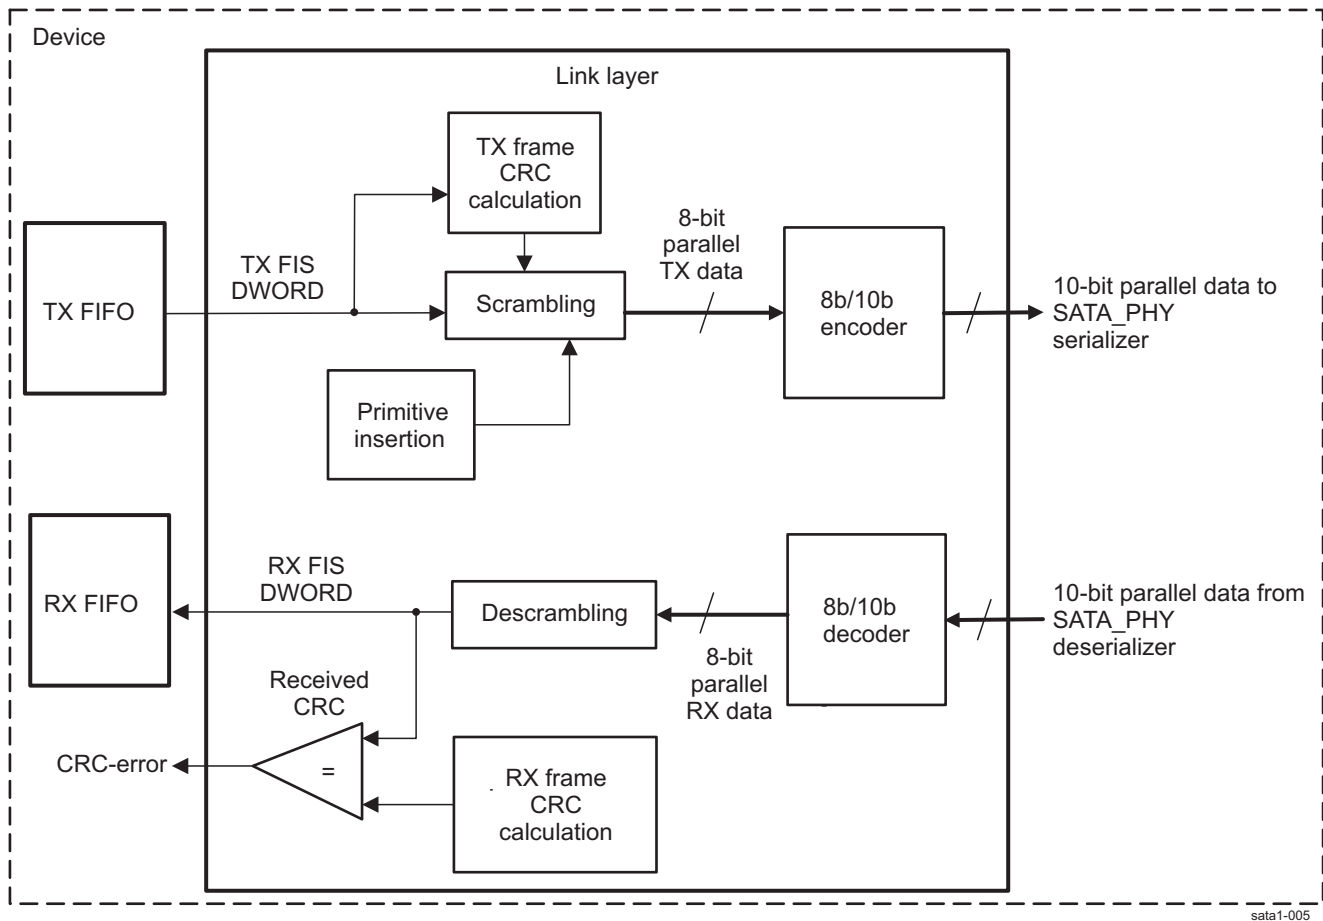 Device
Link layer
TX frame
CRC
calculation
8-bit
parallel
TX data
TX FIS
DWORD
TX FIFO
Scrambling
8b/10b
encoder
10-bit parallel data to
SATA_PHY
serializer
Primitive
insertion
RX FIS
DWORD
RX FIFO
Descrambling
8b/10b
decoder
10-bit parallel data from
SATA_PHY
deserializer
8-bit
parallel
RX data
Received
CRC
CRC-error
=
RX frame
CRC
calculation
sata1-005